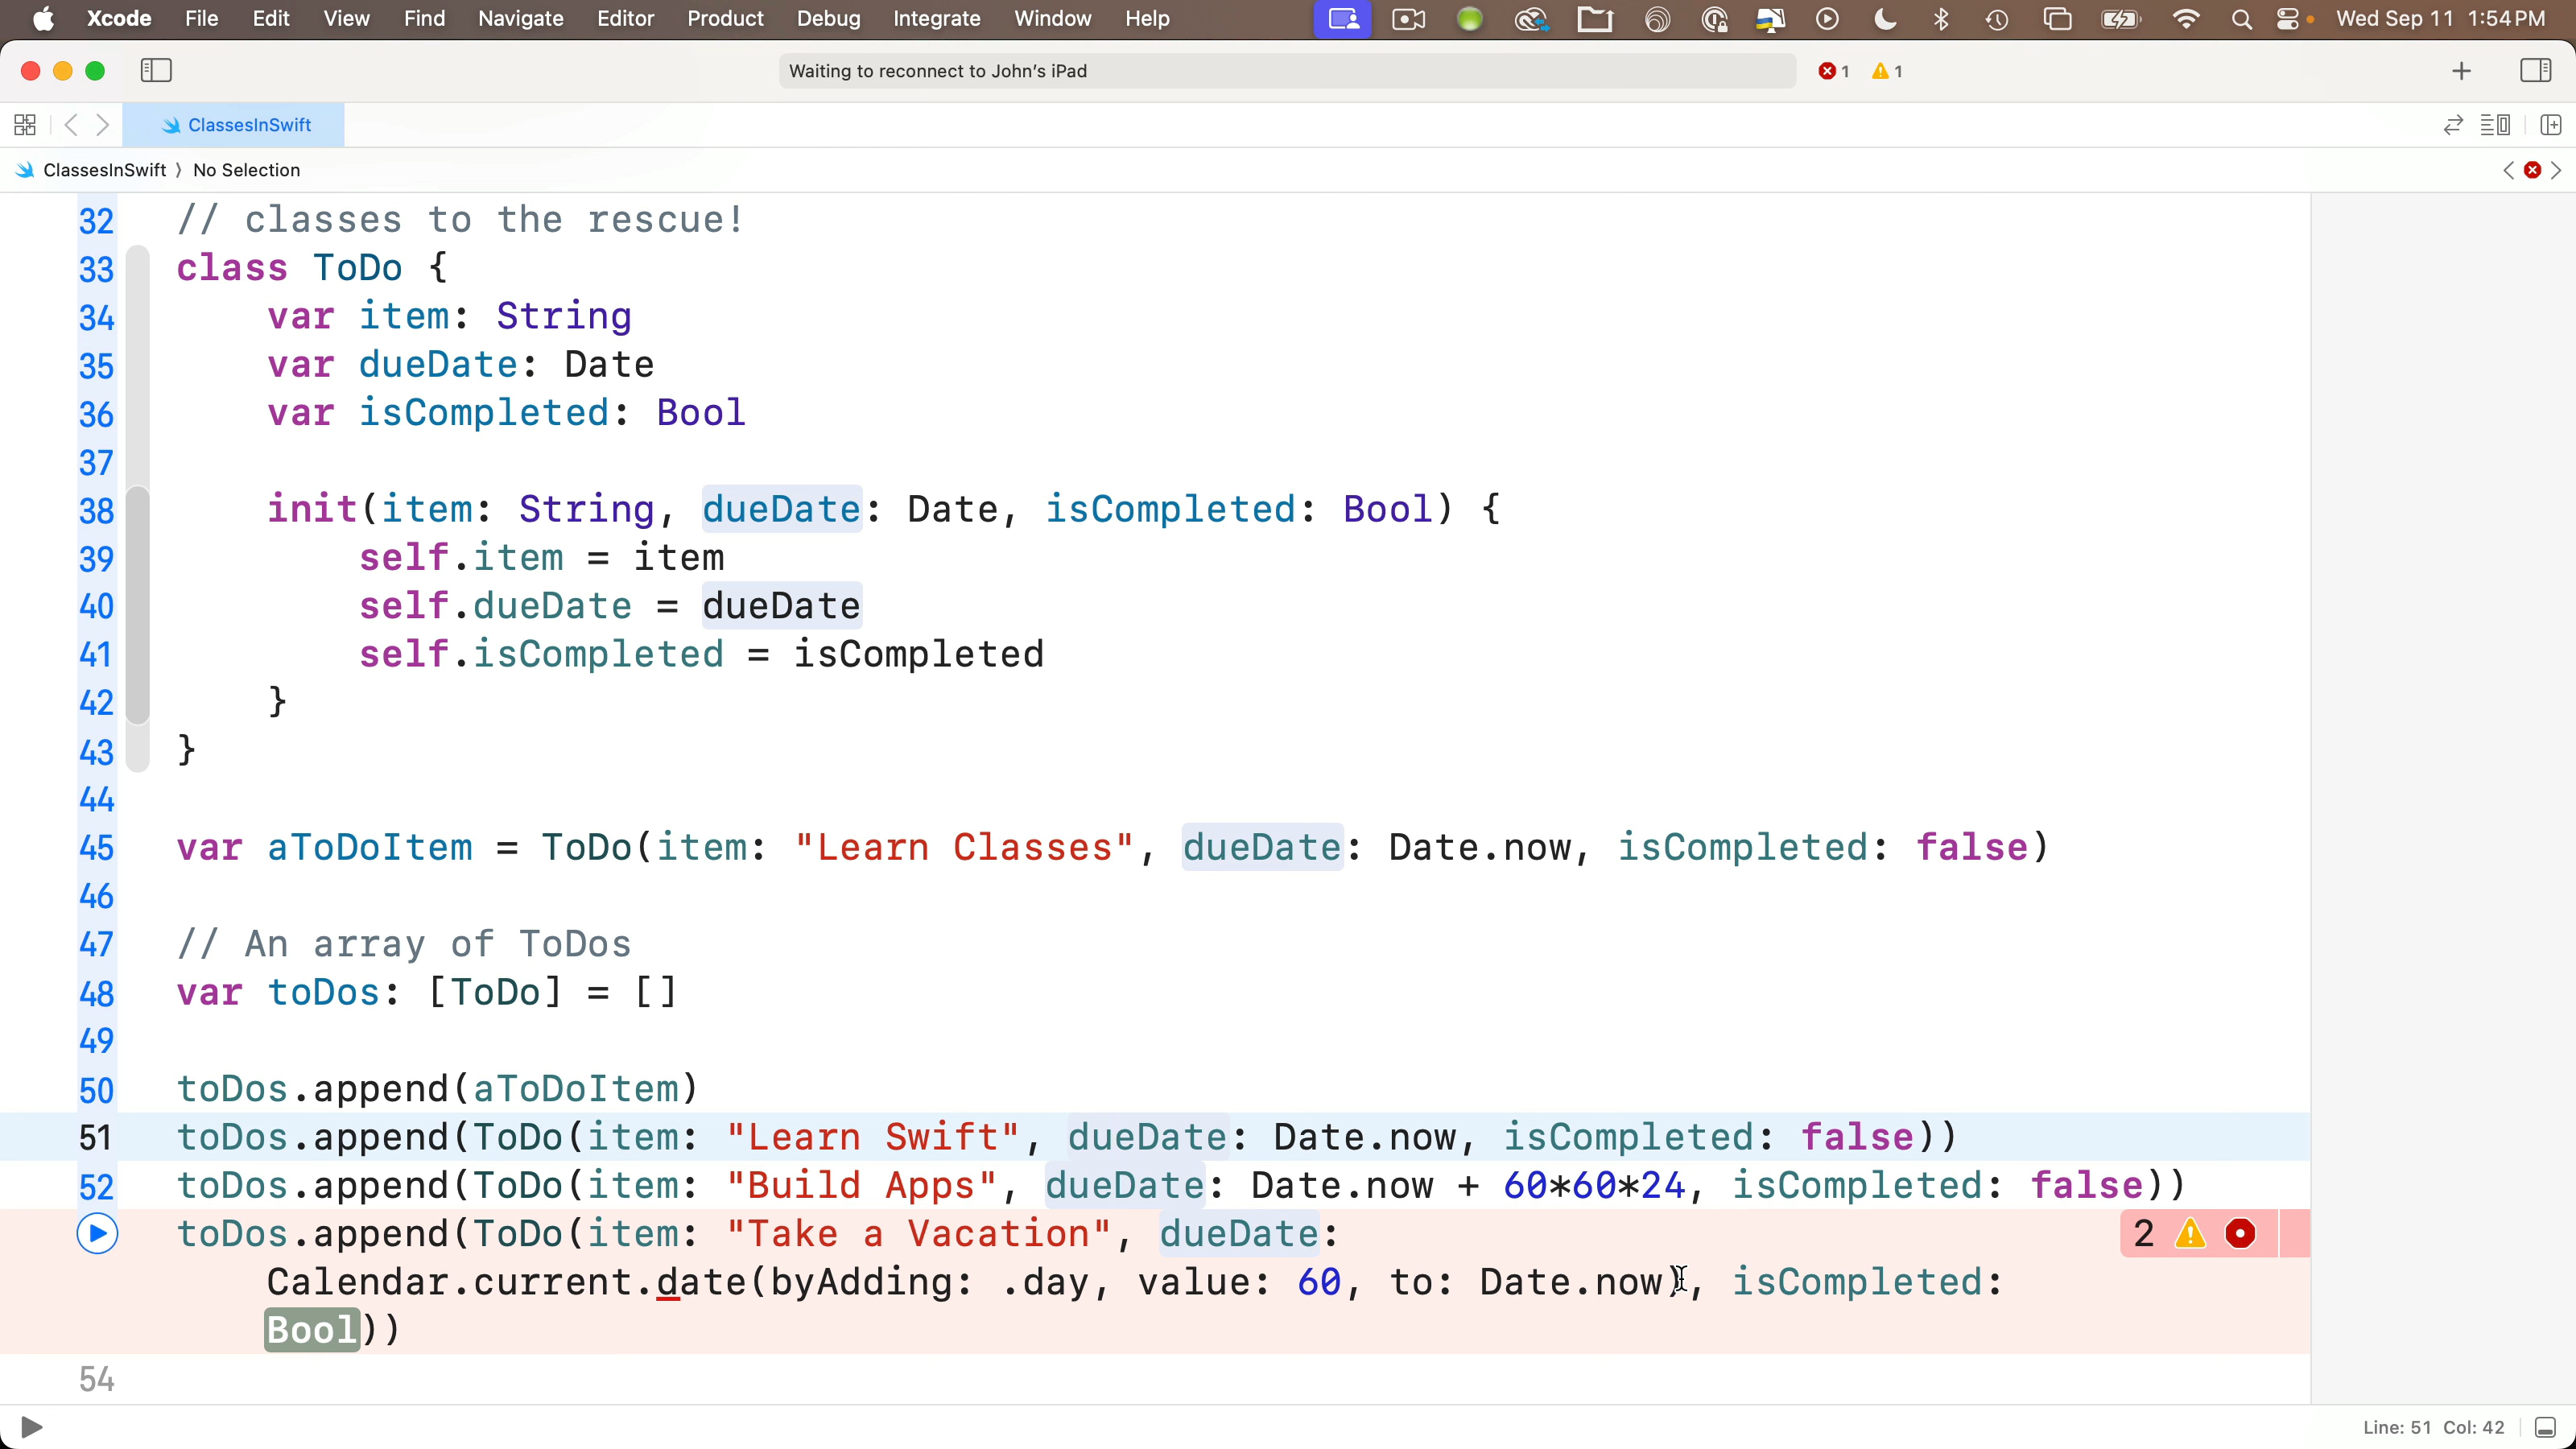 Xcode File Edit View Find Navigate Editor Product Debug Integrate Window Help Wed Sep 11 1:54 PM
Waiting to reconnect to John's iPad 1 1
ClassesInSwift
ClassesInSwift 〉 No Selection
32 // classes to the rescue!
33 class ToDo {
34 var item: String
35 var dueDate: Date
36 var isCompleted: Bool
37
38 init(item: String, dueDate: Date, isCompleted: Bool) {
39 self.item = item
40 self.dueDate = dueDate
41 self.isCompleted = isCompleted
42 }
43 }
44
45 var aToDoItem = ToDo(item: "Learn Classes", dueDate: Date.now, isCompleted: false)
46
47 // An array of ToDos
48 var toDos: [ToDo] = []
49
50 toDos.append(aToDoItem)
51 toDos.append(ToDo(item: "Learn Swift", dueDate: Date.now, isCompleted: false))
52 toDos.append(ToDo(item: "Build Apps", dueDate: Date.now + 60*60*24, isCompleted: false))
toDos.append(ToDo(item: "Take a Vacation", dueDate: 2
Calendar.current.date(byAdding: .day, value: 60, to: Date.now), isCompleted:
Bool))
54
Line: 51 Col: 42